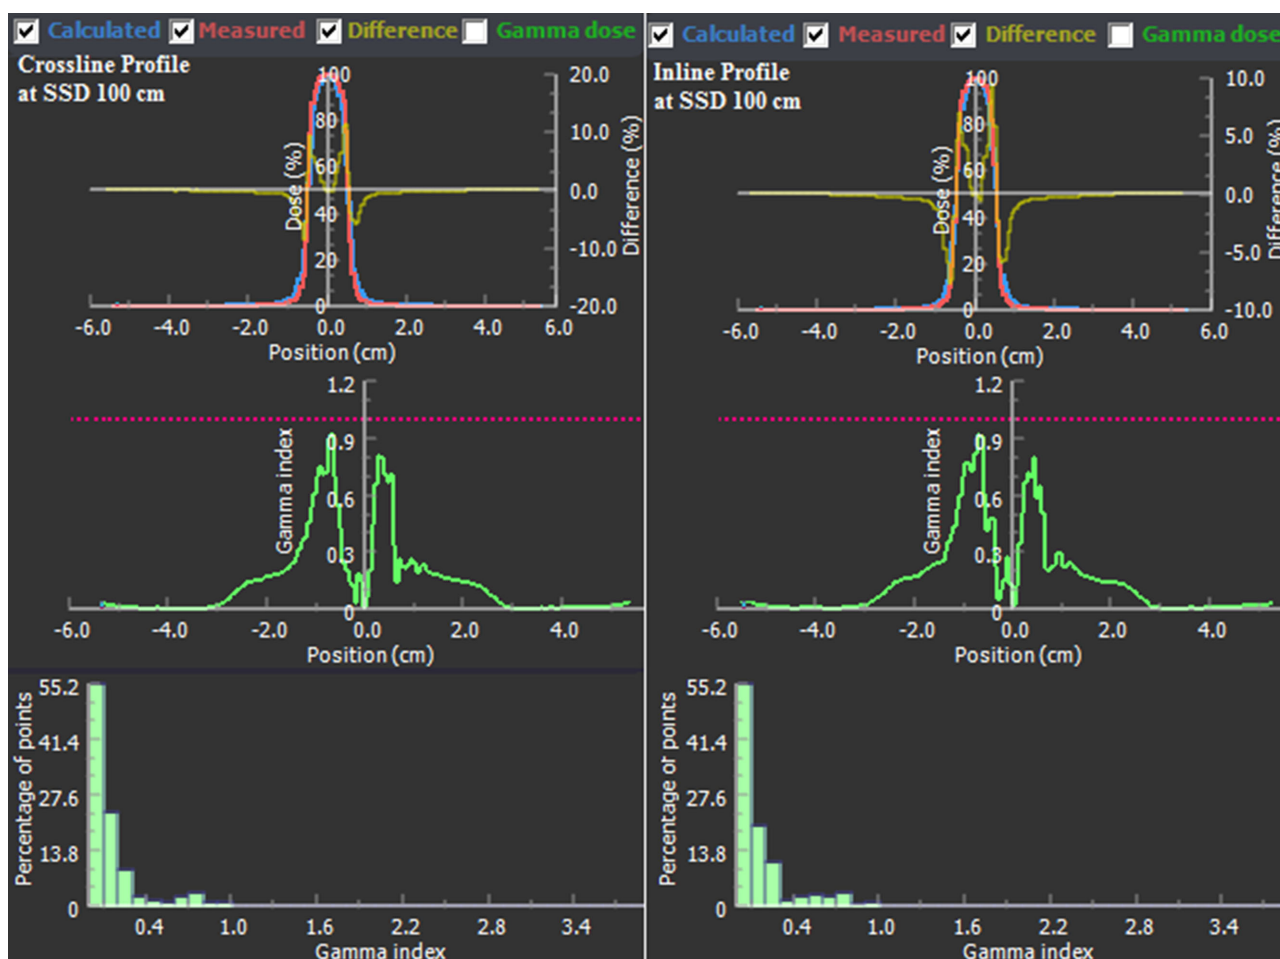 Calculated Measured Difference Gamma dose
Crossline Profile
at SSD 100 cm
100
80
60
40
20
0
Dose (%)
20.0
10.0
0.0
-10.0
-20.0
Difference (%)
-6.0 -4.0 -2.0 0.0 2.0 4.0 6.0
Position (cm)
1.2
0.9
0.6
0.3
0
Gamma index
-6.0 -4.0 -2.0 0.0 2.0 4.0
Position (cm)
55.2
41.4
27.6
13.8
0
Percentage of points
0.4 1.0 1.6 2.2 2.8 3.4
Gamma index
Calculated Measured Difference Gamma dose
Inline Profile
at SSD 100 cm
100
80
60
40
20
0
Dose (%)
10.0
5.0
0.0
-5.0
-10.0
Difference (%)
-6.0 -4.0 -2.0 0.0 2.0 4.0 6.0
Position (cm)
1.2
0.9
0.6
0.3
0
Gamma index
-6.0 -4.0 -2.0 0.0 2.0 4.0
Position (cm)
55.2
41.4
27.6
13.8
0
Percentage of points
0.4 1.0 1.6 2.2 2.8 3.4
Gamma index